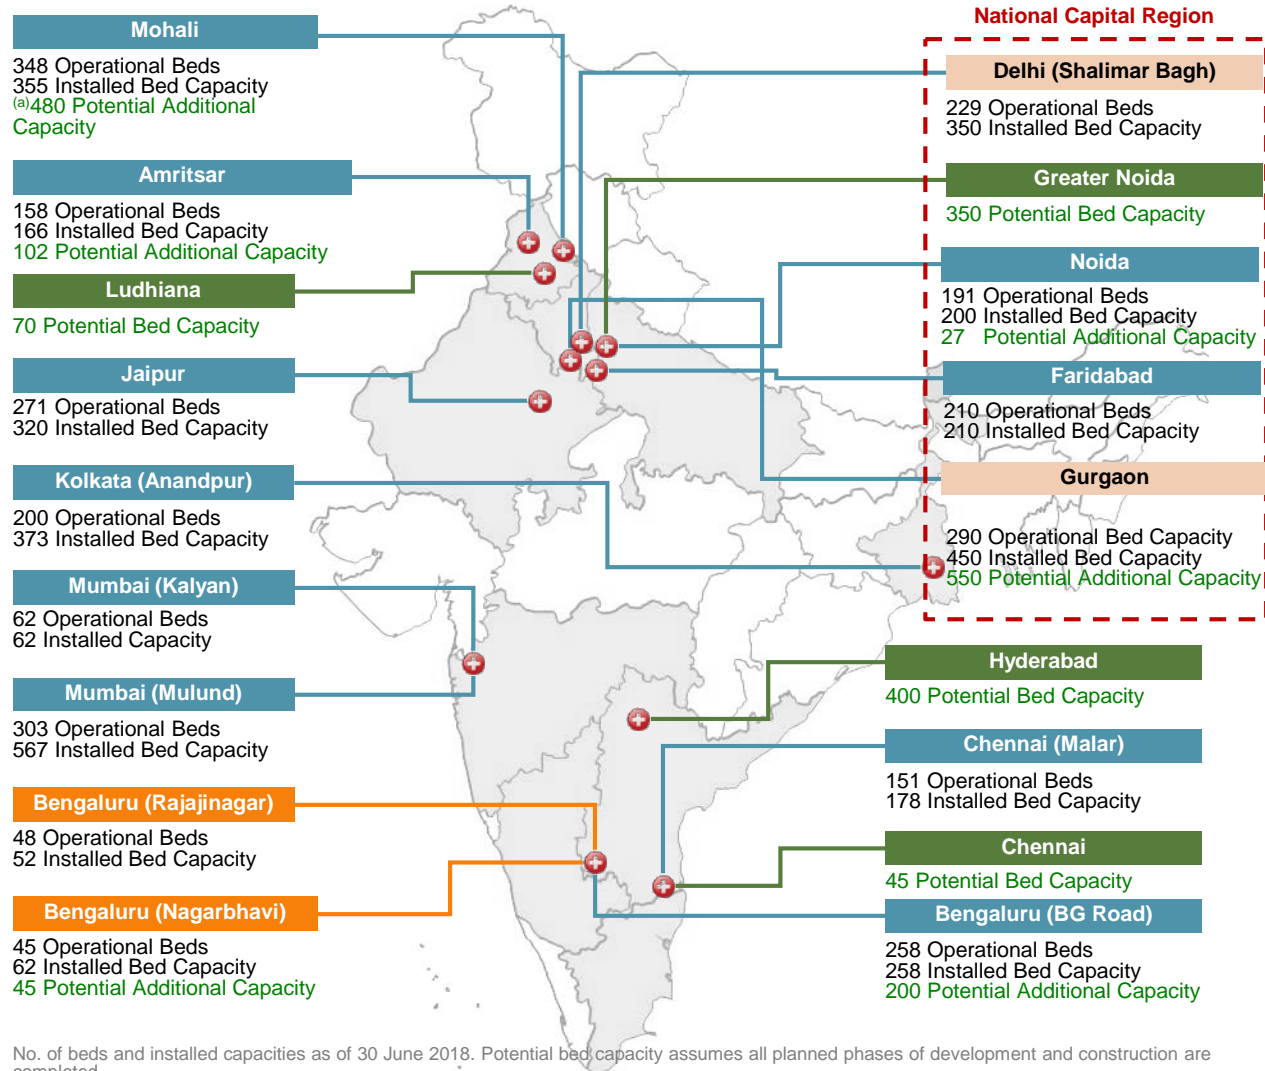 Mohali
348 Operational Beds
355 Installed Bed Capacity
(a)480 Potential Additional
Capacity
Amritsar
158 Operational Beds
166 Installed Bed Capacity
102 Potential Additional Capacity
Ludhiana
70 Potential Bed Capacity
Jaipur
271 Operational Beds
320 Installed Bed Capacity
Kolkata (Anandpur)
200 Operational Beds
373 Installed Bed Capacity
Mumbai (Kalyan)
62 Operational Beds
62 Installed Capacity
Mumbai (Mulund)
303 Operational Beds
567 Installed Bed Capacity
Bengaluru (Rajajinagar)
48 Operational Beds
52 Installed Bed Capacity
Bengaluru (Nagarbhavi)
45 Operational Beds
62 Installed Bed Capacity
45 Potential Additional Capacity
National Capital Region
Delhi (Shalimar Bagh)
229 Operational Beds
350 Installed Bed Capacity
Greater Noida
350 Potential Bed Capacity
Noida
191 Operational Beds
200 Installed Bed Capacity
27 Potential Additional Capacity
Faridabad
210 Operational Beds
210 Installed Bed Capacity
Gurgaon
290 Operational Bed Capacity
450 Installed Bed Capacity
550 Potential Additional Capacity
Hyderabad
400 Potential Bed Capacity
Chennai (Malar)
151 Operational Beds
178 Installed Bed Capacity
Chennai
45 Potential Bed Capacity
Bengaluru (BG Road)
258 Operational Beds
258 Installed Bed Capacity
200 Potential Additional Capacity
No. of beds and installed capacities as of 30 June 2018. Potential bed capacity assumes all planned phases of development and construction are
completed